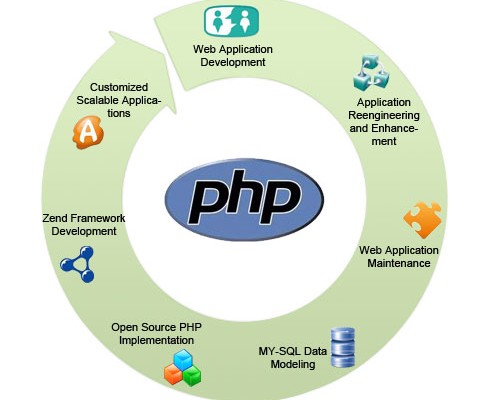 Web Application
Development
Application
Reengineering
and Enhance-
ment
Web Application
Maintenance
MY-SQL Data
Modeling
Open Source PHP
Implementation
Zend Framework
Development
Customized
Scalable Applica-
tions
A
php